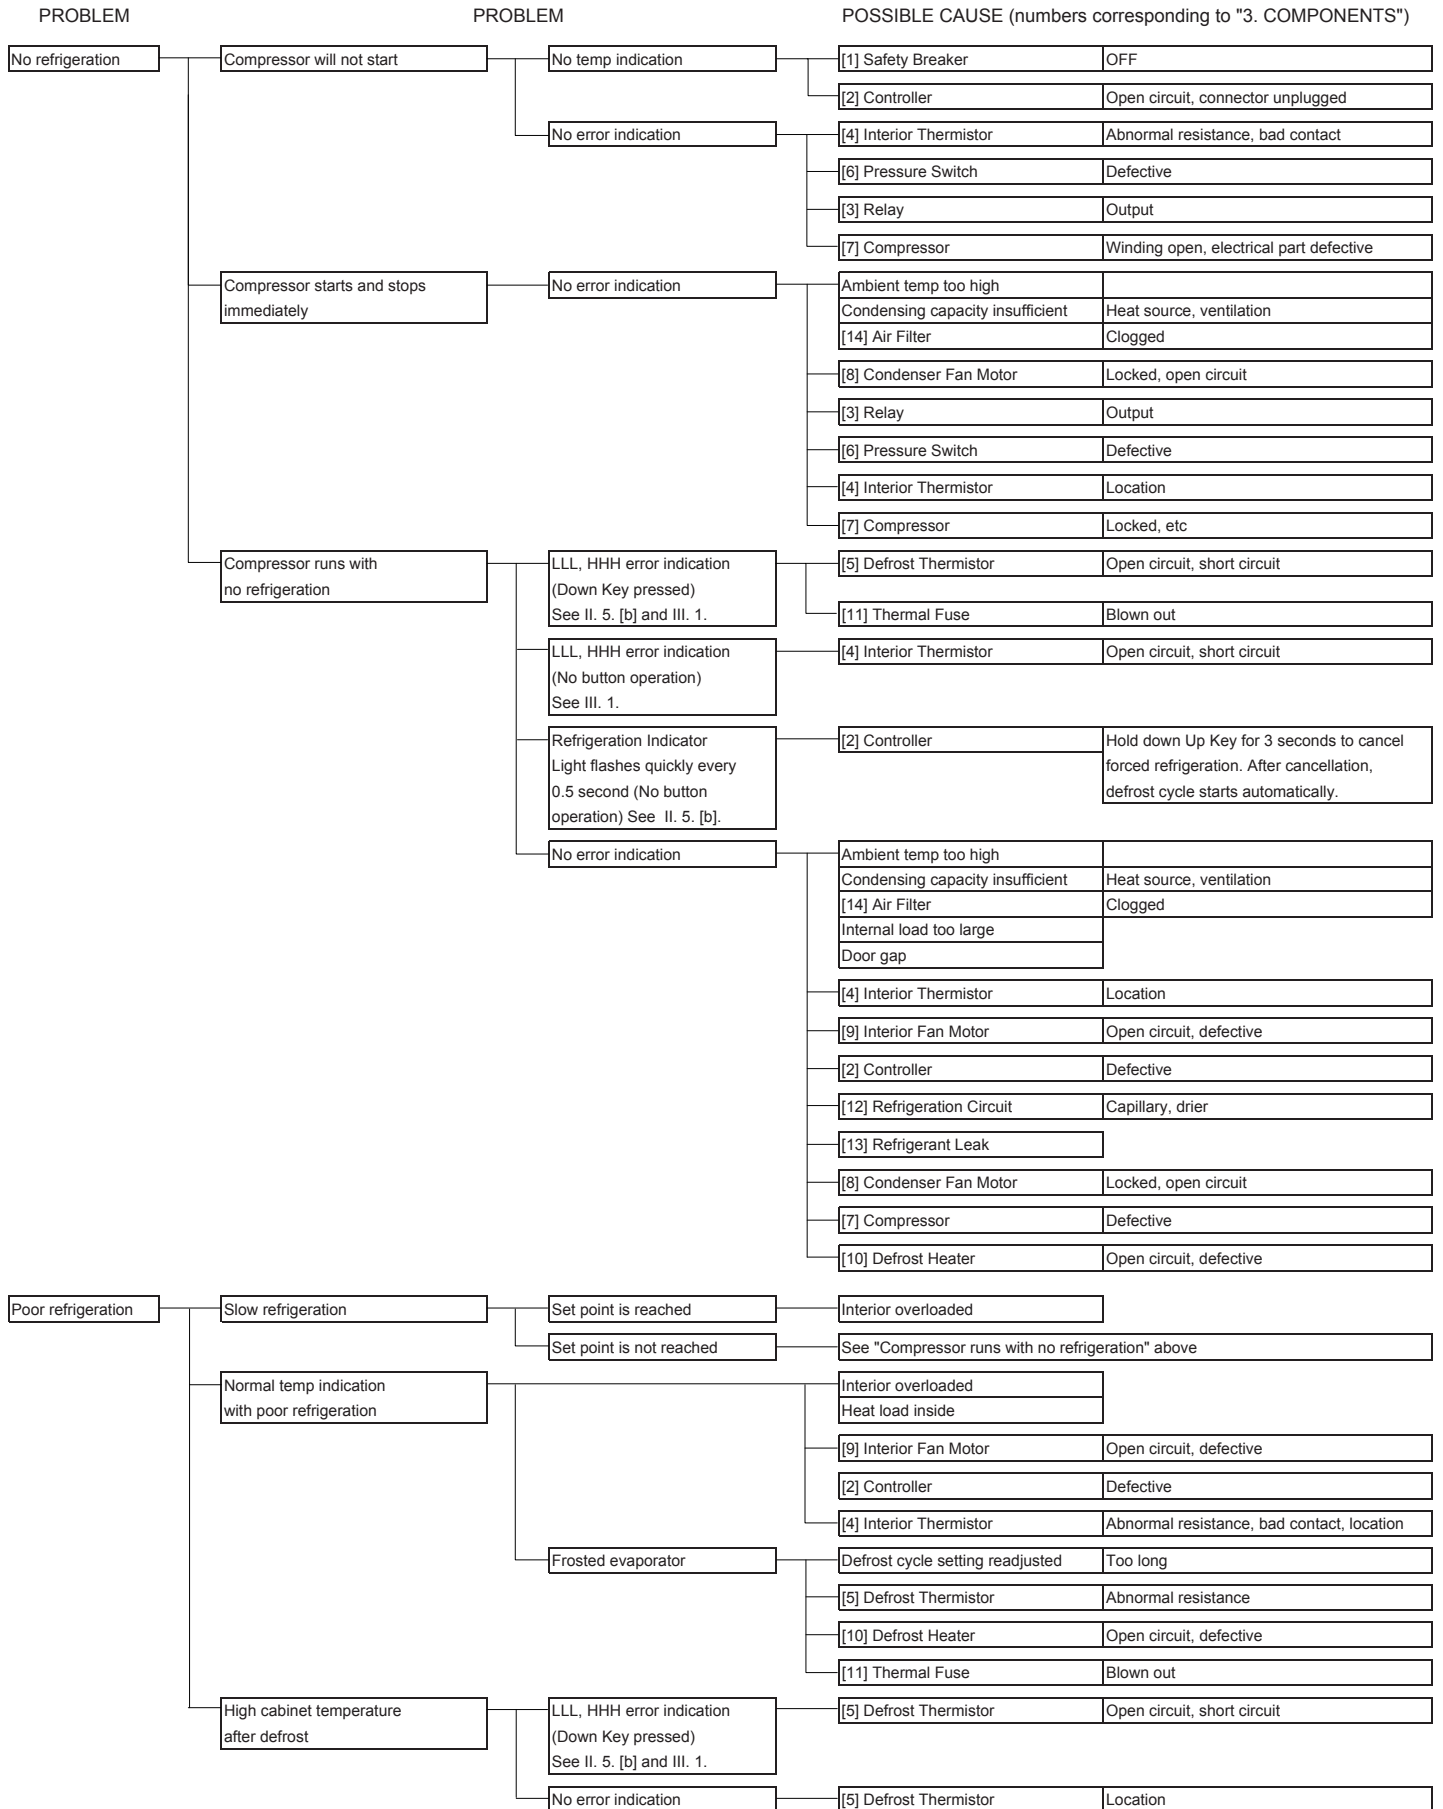 PROBLEM PROBLEM POSSIBLE CAUSE (numbers corresponding to "3. COMPONENTS")
No refrigeration Compressor will not start No temp indication [1] Safety Breaker OFF
[2] Controller Open circuit, connector unplugged
No error indication [4] Interior Thermistor Abnormal resistance, bad contact
[6] Pressure Switch Defective
[3] Relay Output
[7] Compressor Winding open, electrical part defective
Compressor starts and stops No error indication Ambient temp too high
immediately Condensing capacity insufficient Heat source, ventilation
[14] Air Filter Clogged
[8] Condenser Fan Motor Locked, open circuit
[3] Relay Output
[6] Pressure Switch Defective
[4] Interior Thermistor Location
[7] Compressor Locked, etc
Compressor runs with LLL, HHH error indication [5] Defrost Thermistor Open circuit, short circuit
no refrigeration (Down Key pressed)
See II. 5. [b] and III. 1. [11] Thermal Fuse Blown out
LLL, HHH error indication [4] Interior Thermistor Open circuit, short circuit
(No button operation)
See III. 1.
Refrigeration Indicator [2] Controller Hold down Up Key for 3 seconds to cancel
Light flashes quickly every forced refrigeration. After cancellation,
0.5 second (No button defrost cycle starts automatically.
operation) See II. 5. [b].
No error indication Ambient temp too high
Condensing capacity insufficient Heat source, ventilation
[14] Air Filter Clogged
Internal load too large
Door gap
[4] Interior Thermistor Location
[9] Interior Fan Motor Open circuit, defective
[2] Controller Defective
[12] Refrigeration Circuit Capillary, drier
[13] Refrigerant Leak
[8] Condenser Fan Motor Locked, open circuit
[7] Compressor Defective
[10] Defrost Heater Open circuit, defective
Poor refrigeration Slow refrigeration Set point is reached Interior overloaded
Set point is not reached See "Compressor runs with no refrigeration" above
Normal temp indication Interior overloaded
with poor refrigeration Heat load inside
[9] Interior Fan Motor Open circuit, defective
[2] Controller Defective
[4] Interior Thermistor Abnormal resistance, bad contact, location
Frosted evaporator Defrost cycle setting readjusted Too long
[5] Defrost Thermistor Abnormal resistance
[10] Defrost Heater Open circuit, defective
[11] Thermal Fuse Blown out
High cabinet temperature LLL, HHH error indication [5] Defrost Thermistor Open circuit, short circuit
after defrost (Down Key pressed)
See II. 5. [b] and III. 1.
No error indication [5] Defrost Thermistor Location